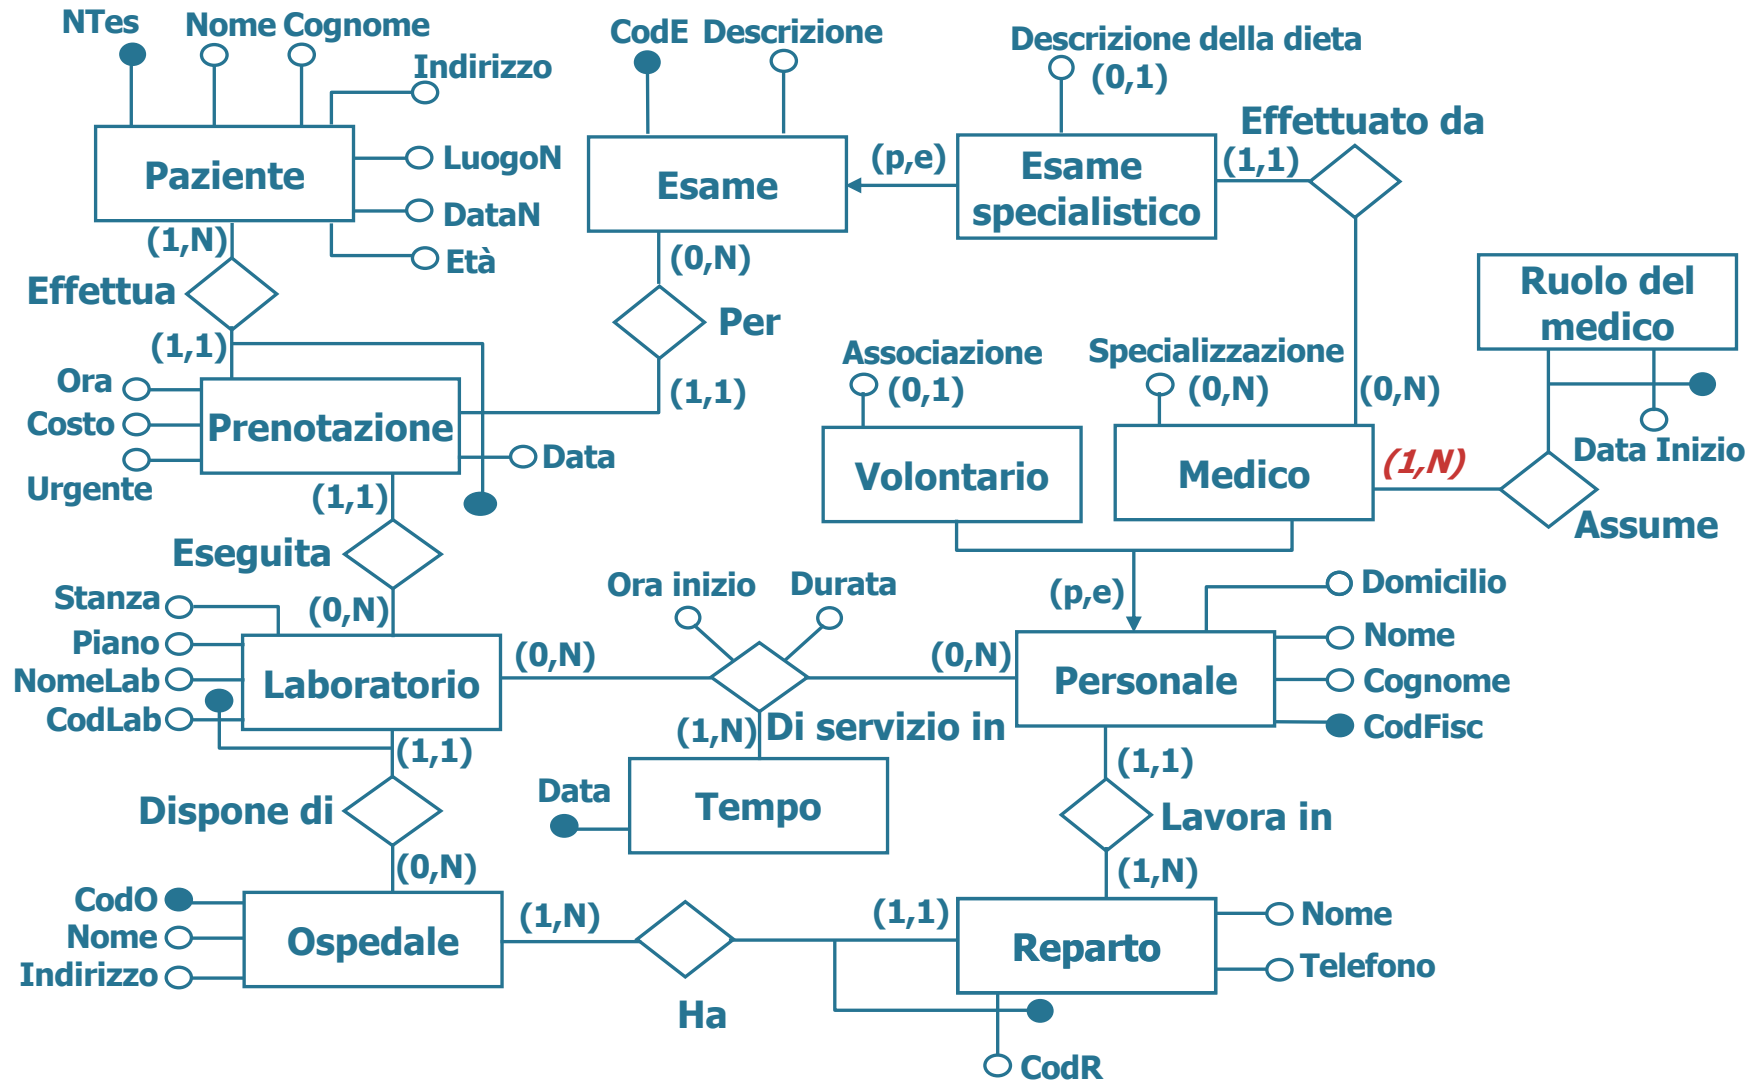 NTes
Nome Cognome
CodE Descrizione
Descrizione della dieta
(0,1)
Indirizzo
Effettuato da
Paziente
LuogoN
DataN
Età
Esame
(p,e)
Esame
specialistico
(1,1)
(1,N)
(0,N)
Effettua
Per
Ruolo del
medico
(1,1)
Associazione
(0,1)
Specializzazione
(0,N)
(0,N)
(1,1)
Ora
Costo
Urgente
Prenotazione
Data
Data Inizio
Volontario
Medico
(1,N)
Assume
(1,1)
Eseguita
Stanza
Piano
NomeLab
CodLab
(0,N)
Ora inizio
Durata
(p,e)
Domicilio
Nome
Cognome
CodFisc
Laboratorio
(0,N)
(0,N)
Personale
(1,N)
Di servizio in
(1,1)
(1,1)
Data
Tempo
Dispone di
Lavora in
(0,N)
(1,N)
CodO
Nome
Indirizzo
Ospedale
(1,N)
(1,1)
Reparto
Nome
Telefono
Ha
CodR